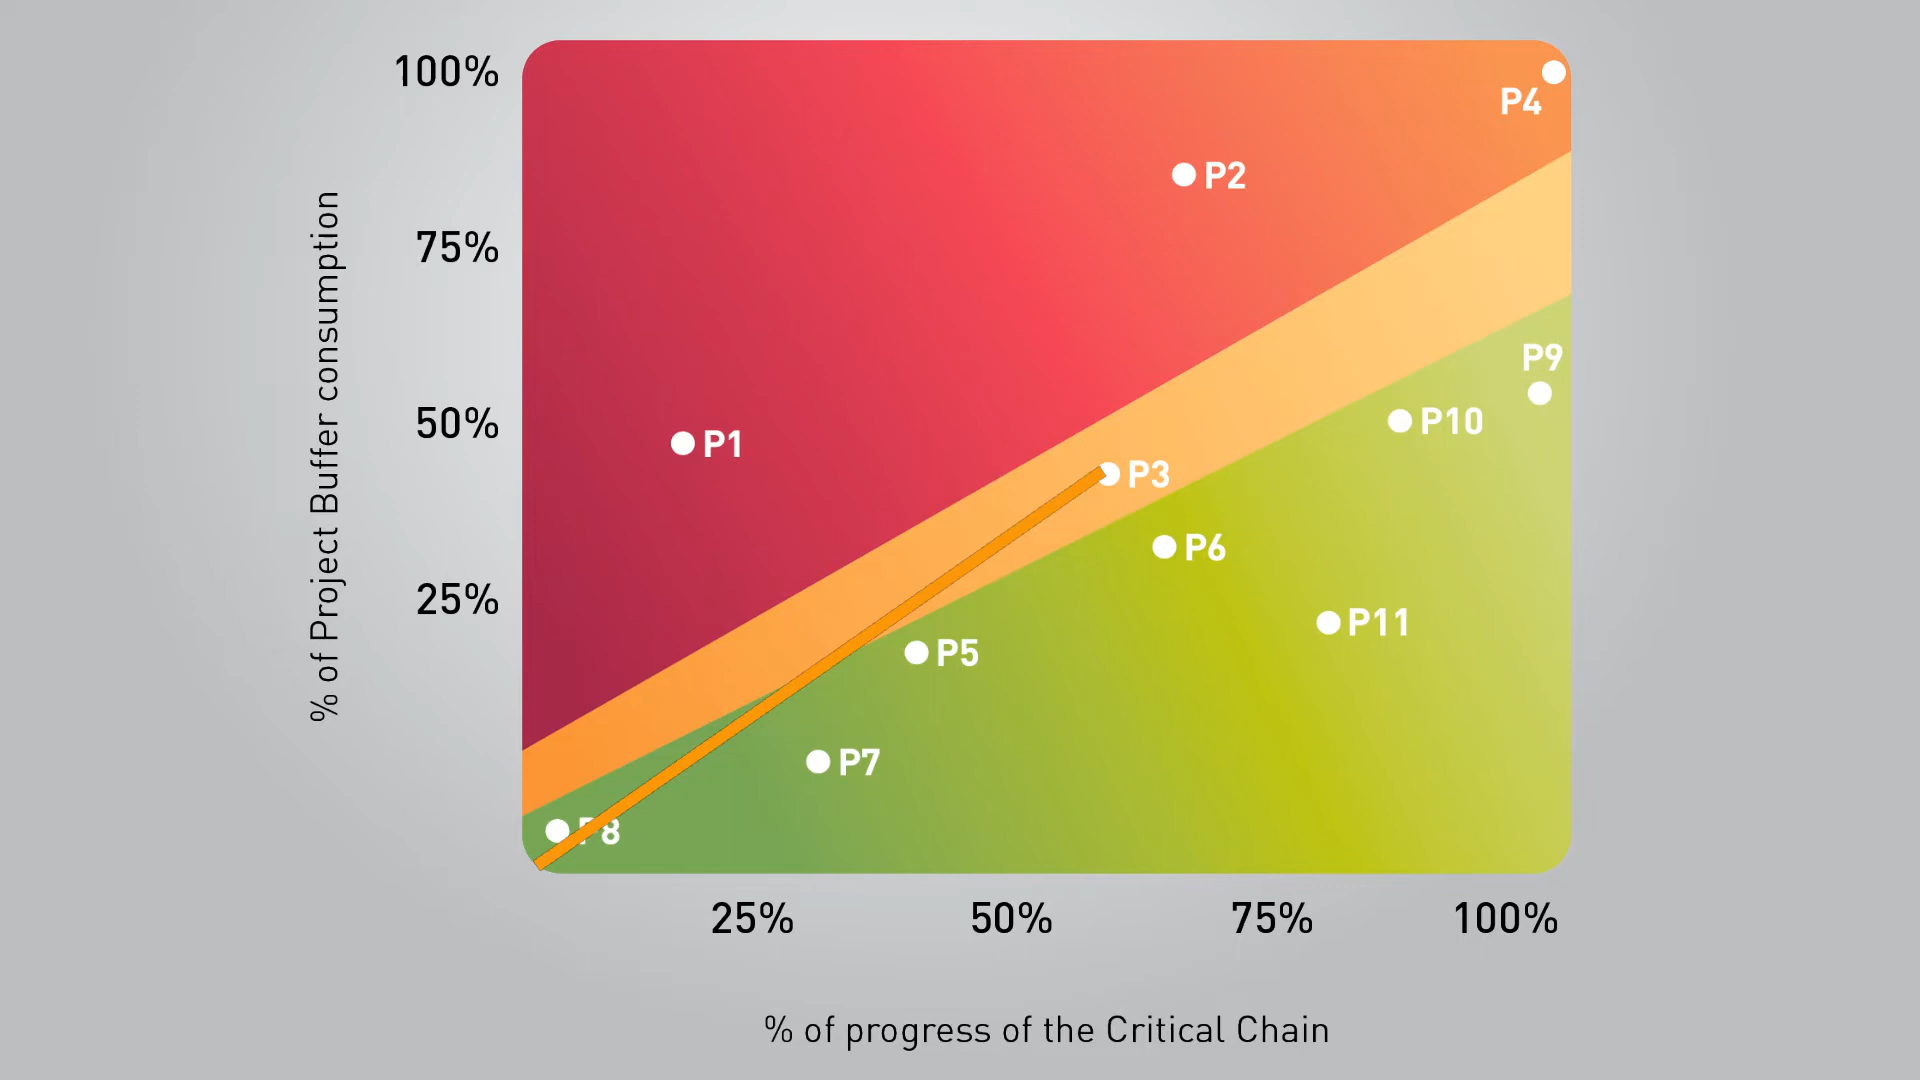 100%
P4
P2
75%
P9
50%
P10
P1
P3
P6
25%
P11
P5
P7
P8
% of Project Buffer consumption
25% 50% 75% 100%
% of progress of the Critical Chain